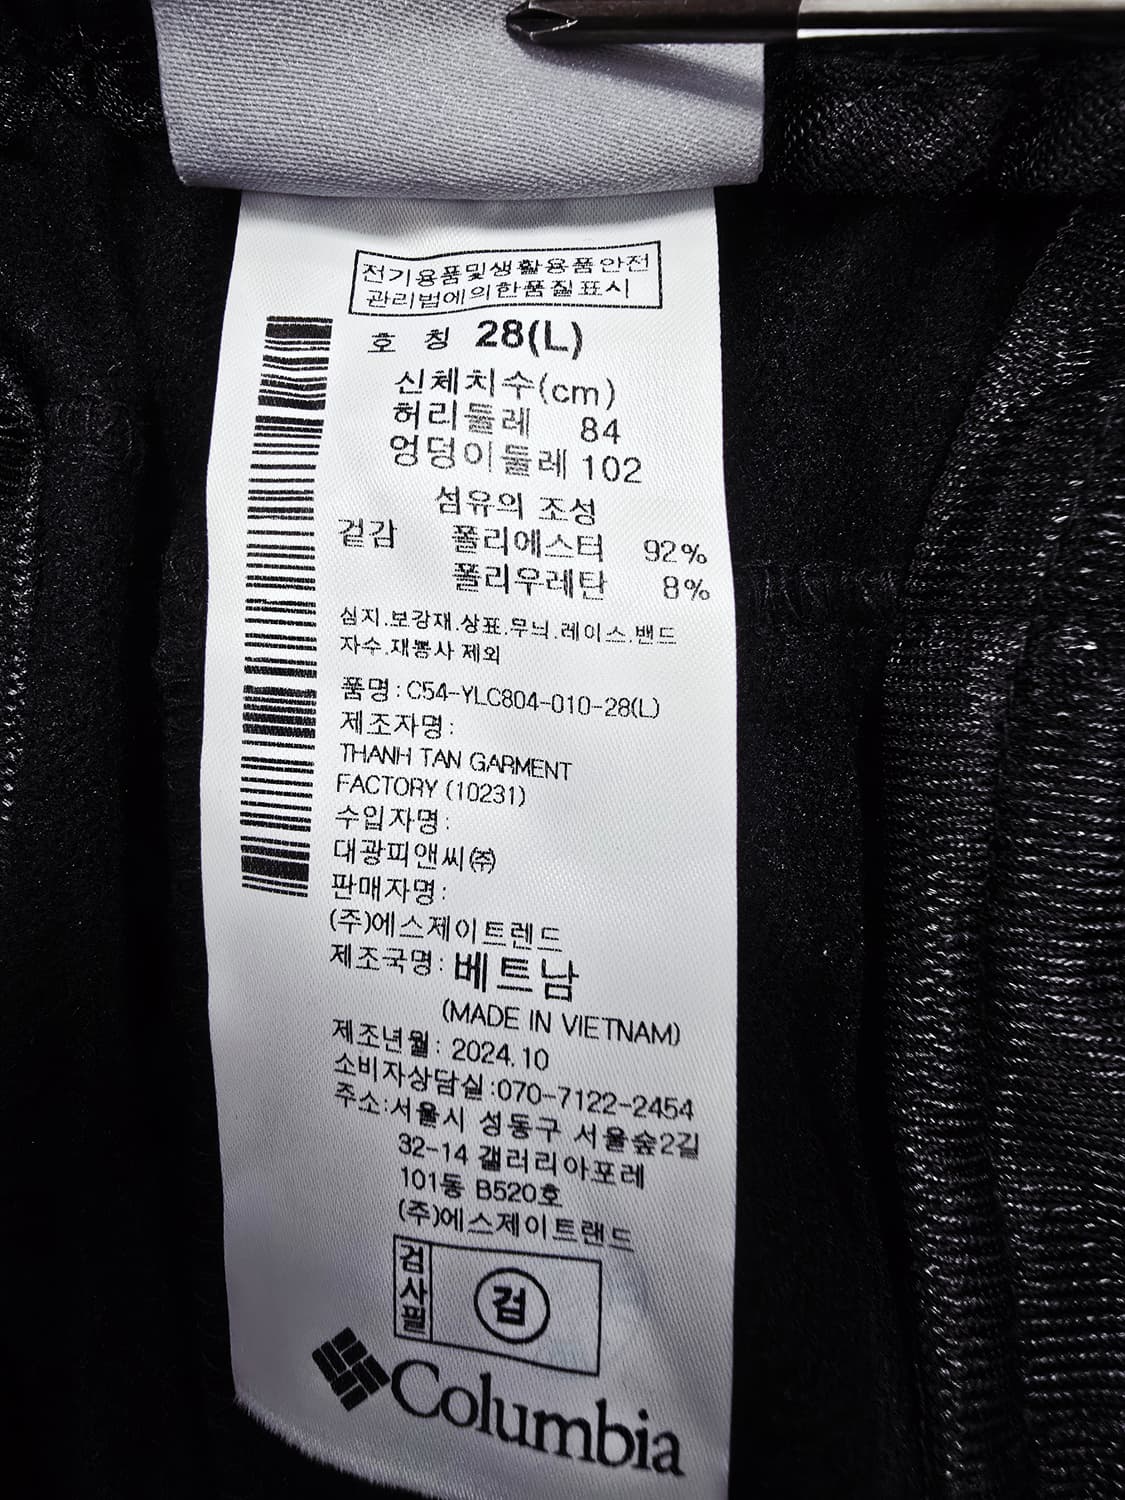 전기용품및생활용품안전
관리법에의한품질표시
호 칭 28(L)
신체치수(cm)
허리둘레 84
엉덩이둘레 102
섬유의 조성
겉감 폴리에스터 92%
폴리우레탄 8%
심지.보강재.상표.무늬.레이스.밴드
자수.재봉사 제외
품명:C54-YLC804-010-28(L)
제조자명:
THANH TAN GARMENT
FACTORY (10231)
수입자명:
대광피앤씨㈜
판매자명:
(주)에스제이트렌드
제조국명:베트남
(MADE IN VIETNAM)
제조년월: 2024.10
소비자상담실:070-7122-2454
주소:서울시 성동구 서울숲2길
32-14 갤러리아포레
101동 B520호
(주)에스제이트랜드
검사필
검
Columbia